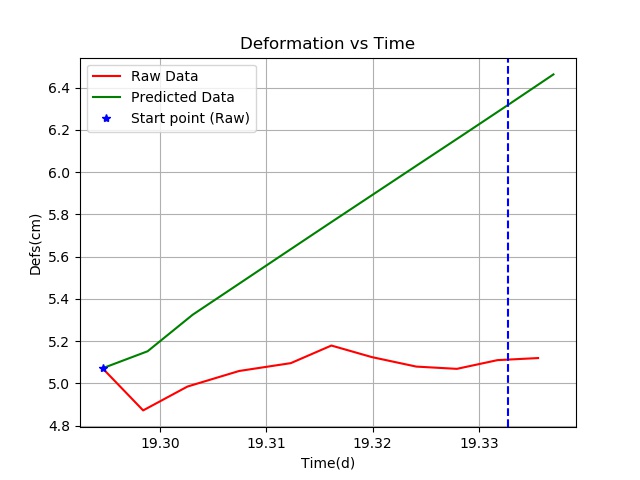 Deformation vs Time
Raw Data
Predicted Data
Start point (Raw)
6.4
6.2
6.0
5.8
5.6
5.4
5.2
5.0
4.8
Defs(cm)
19.30 19.31 19.32 19.33
Time(d)